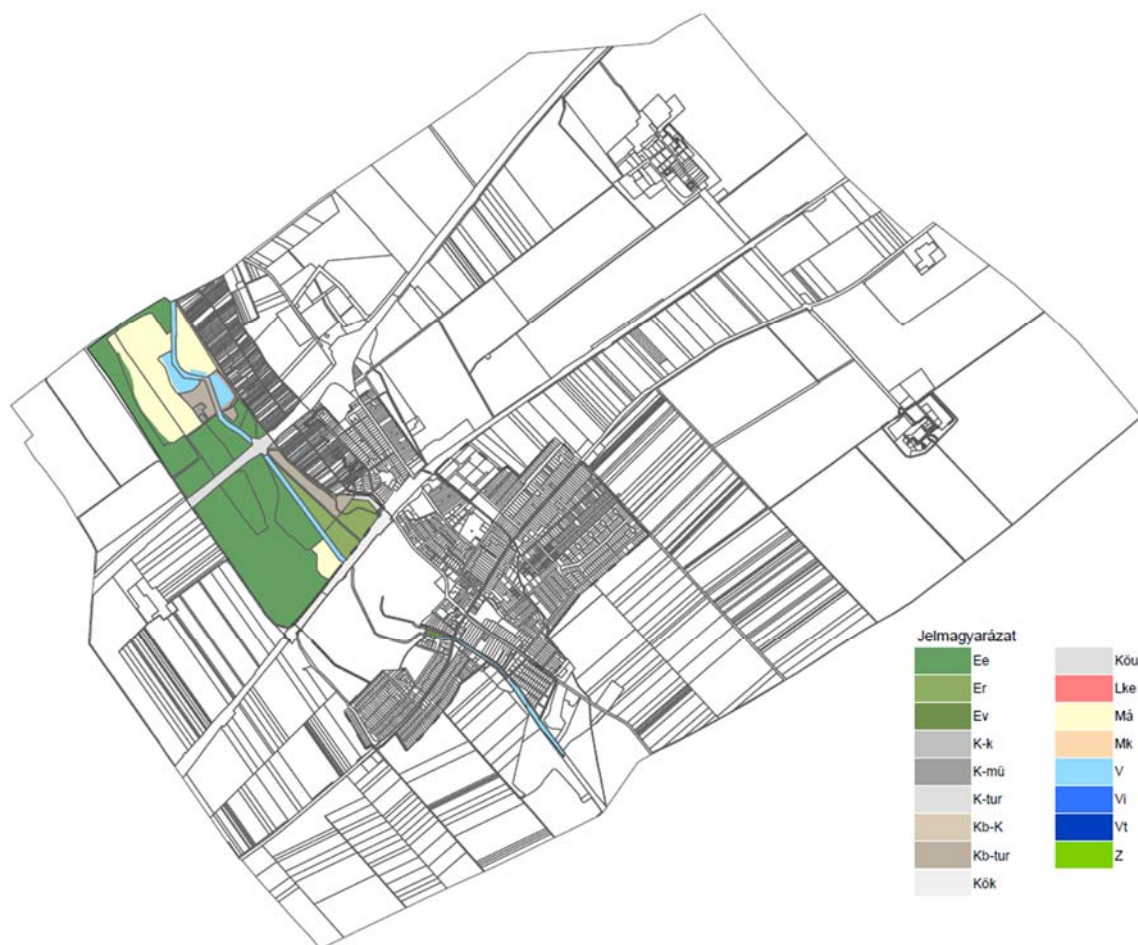 Jelmagyarázat
Ee
Er
Ev
K-k
K-mü
K-tur
Kb-K
Kb-tur
Kök
Köu
Lke
Má
Mk
V
Vi
Vt
Z